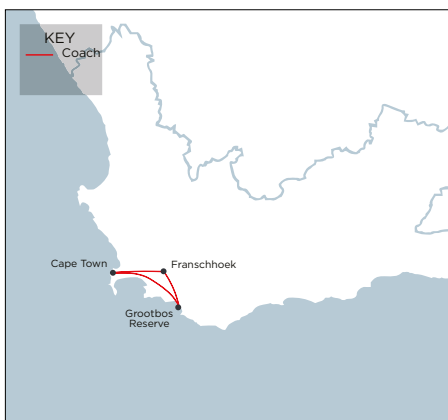 KEY
Coach
Cape Town
Franschhoek
Grootbos
Reserve